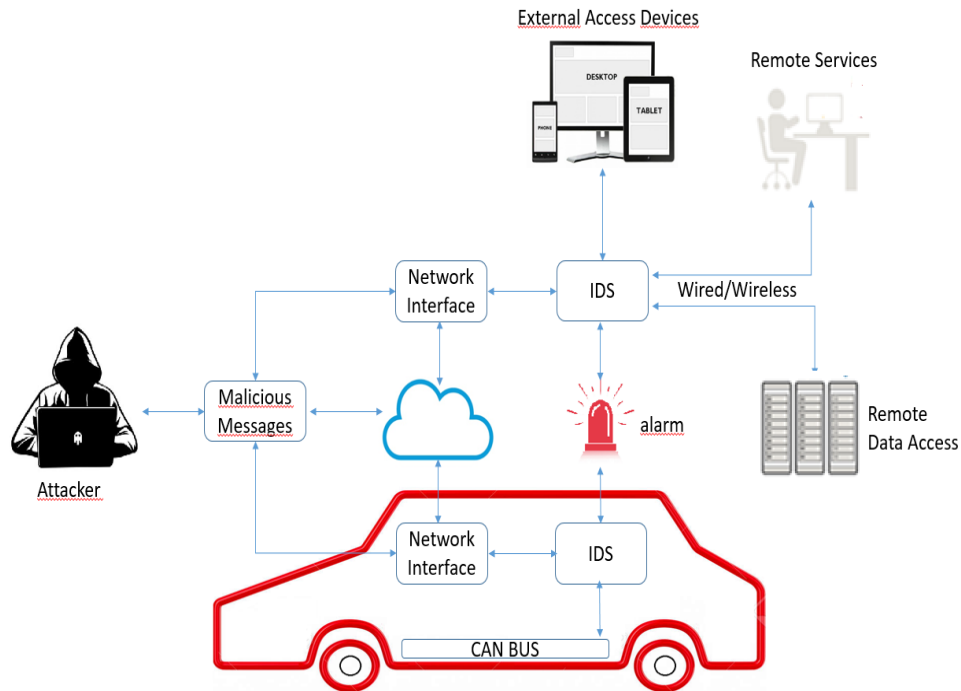 External Access Devices
Remote Services
DESKTOP
TABLET
PHONE
Network
Interface
IDS
Wired/Wireless
Malicious
Messages
alarm
Remote
Data Access
Attacker
Network
Interface
IDS
CAN BUS